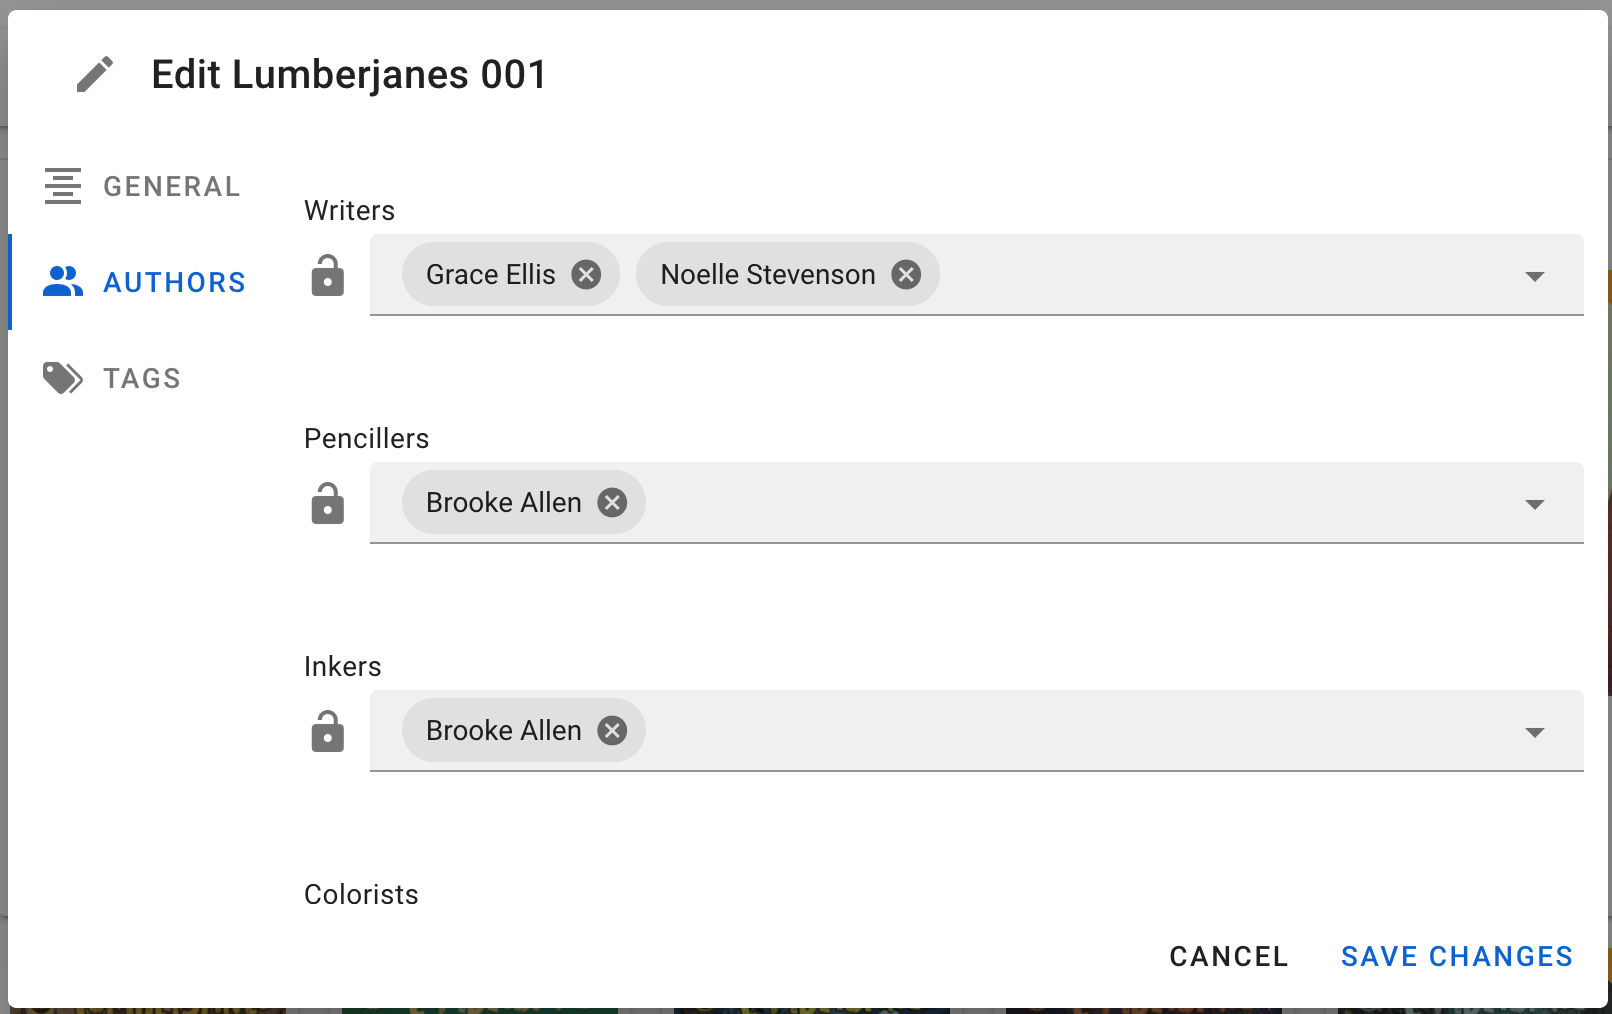 Edit Lumberjanes 001
GENERAL
AUTHORS
TAGS
Writers
Grace Ellis Noelle Stevenson
Pencillers
Brooke Allen
Inkers
Brooke Allen
Colorists
CANCEL SAVE CHANGES